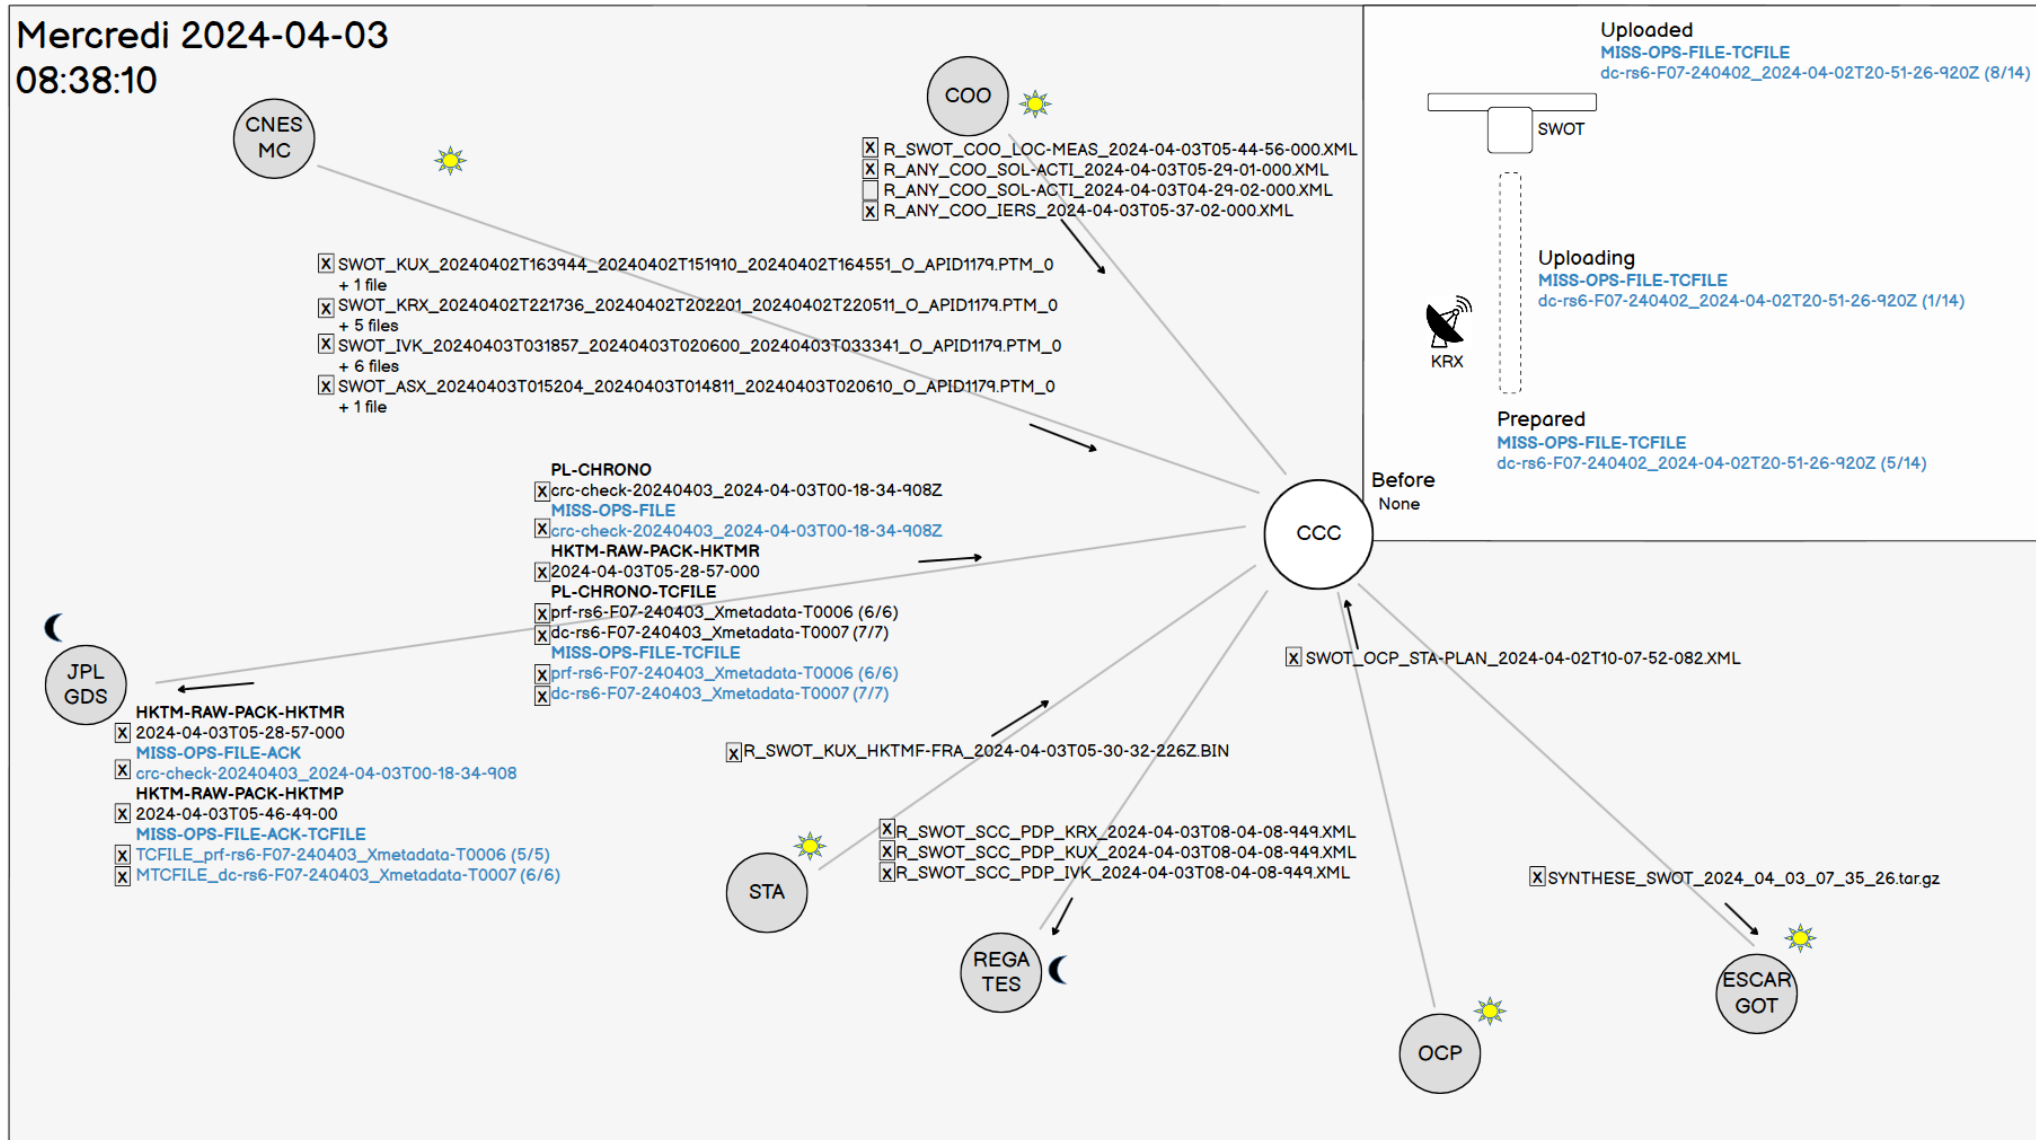 Mercredi 2024-04-03
08:38:10
CNES
MC
COO
X R_SWOT_COO_LOC-MEAS_2024-04-03T05-44-56-000.XML
X R_ANY_COO_SOL-ACTI_2024-04-03T05-29-01-000.XML
R_ANY_COO_SOL-ACTI_2024-04-03T04-29-02-000.XML
X R_ANY_COO_IERS_2024-04-03T05-37-02-000.XML
Uploaded
MISS-OPS-FILE-TCFILE
dc-rs6-F07-240402_2024-04-02T20-51-26-920Z (8/14)
SWOT
Uploading
MISS-OPS-FILE-TCFILE
dc-rs6-F07-240402_2024-04-02T20-51-26-920Z (1/14)
KRX
Prepared
MISS-OPS-FILE-TCFILE
dc-rs6-F07-240402_2024-04-02T20-51-26-920Z (5/14)
Before
None
X SWOT_KUX_20240402T163944_20240402T151910_20240402T164551_O_APID1179.PTM_0
+ 1 file
X SWOT_KRX_20240402T221736_20240402T202201_20240402T220511_O_APID1179.PTM_0
+ 5 files
X SWOT_IVK_20240403T031857_20240403T020600_20240403T033341_O_APID1179.PTM_0
+ 6 files
X SWOT_ASX_20240403T015204_20240403T014811_20240403T020610_O_APID1179.PTM_0
+ 1 file
CCC
PL-CHRONO
X crc-check-20240403_2024-04-03T00-18-34-908Z
MISS-OPS-FILE
X crc-check-20240403_2024-04-03T00-18-34-908Z
HKTM-RAW-PACK-HKTMR
X 2024-04-03T05-28-57-000
PL-CHRONO-TCFILE
X prf-rs6-F07-240403_Xmetadata-T0006 (6/6)
X dc-rs6-F07-240403_Xmetadata-T0007 (7/7)
MISS-OPS-FILE-TCFILE
X prf-rs6-F07-240403_Xmetadata-T0006 (6/6)
X dc-rs6-F07-240403_Xmetadata-T0007 (7/7)
JPL
GDS
HKTM-RAW-PACK-HKTMR
X 2024-04-03T05-28-57-000
MISS-OPS-FILE-ACK
X crc-check-20240403_2024-04-03T00-18-34-908
HKTM-RAW-PACK-HKTMP
X 2024-04-03T05-46-49-00
MISS-OPS-FILE-ACK-TCFILE
X TCFILE_prf-rs6-F07-240403_Xmetadata-T0006 (5/5)
X MTCFILE_dc-rs6-F07-240403_Xmetadata-T0007 (6/6)
X SWOT_OCP_STA-PLAN_2024-04-02T10-07-52-082.XML
X R_SWOT_KUX_HKTMF-FRA_2024-04-03T05-30-32-226Z.BIN
STA
X R_SWOT_SCC_PDP_KRX_2024-04-03T08-04-08-949.XML
X R_SWOT_SCC_PDP_KUX_2024-04-03T08-04-08-949.XML
X R_SWOT_SCC_PDP_IVK_2024-04-03T08-04-08-949.XML
REGA
TES
X SYNTHESE_SWOT_2024_04_03_07_35_26.tar.gz
ESCAR
GOT
OCP